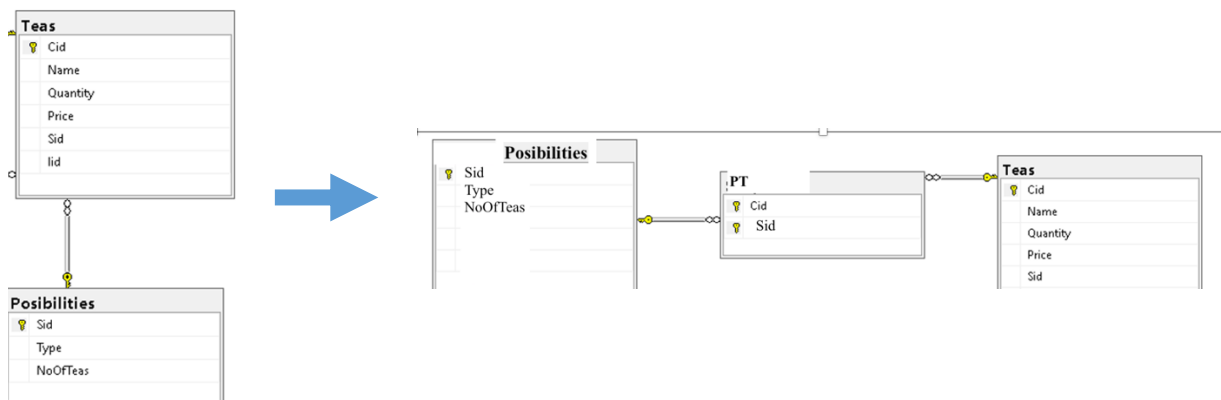 Teas
Cid
Name
Quantity
Price
Sid
Iid
Posibilities
Sid
Type
NoOfTeas
Posibilities
Sid
Type
NoOfTeas
PT
Cid
Sid
Teas
Cid
Name
Quantity
Price
Sid